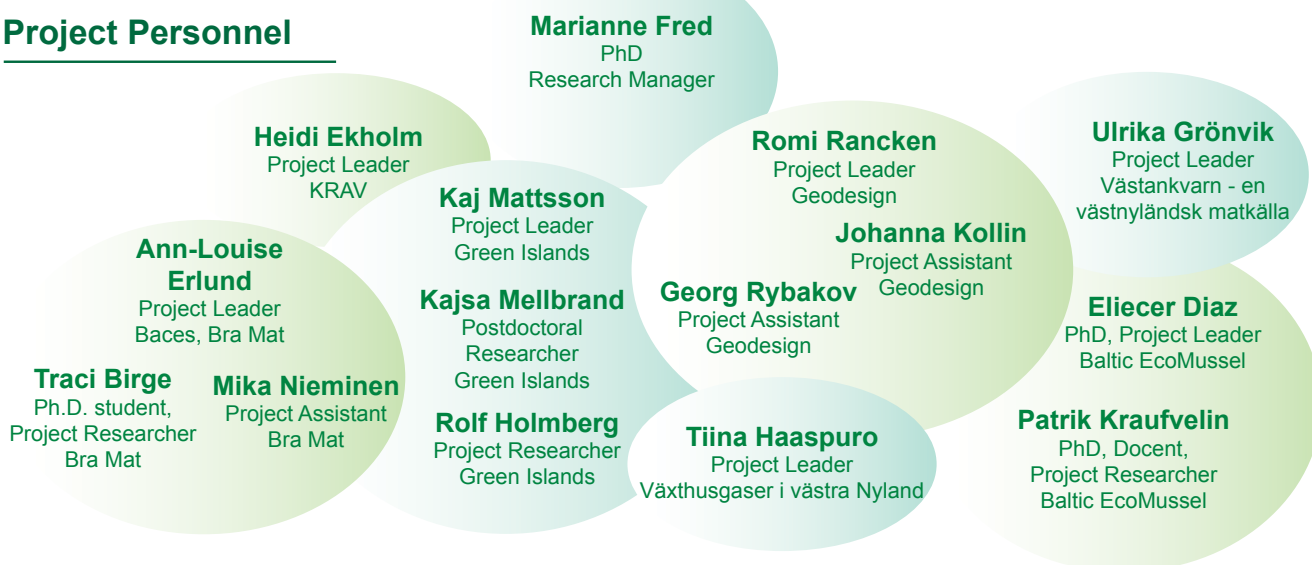 Project Personnel
Marianne Fred
PhD
Research Manager
Heidi Ekholm
Project Leader
KRAV
Kaj Mattsson
Project Leader
Green Islands
Kajsa Mellbrand
Postdoctoral
Researcher
Green Islands
Rolf Holmberg
Project Researcher
Green Islands
Ann-Louise
Erlund
Project Leader
Baces, Bra Mat
Traci Birge
Ph.D. student,
Project Researcher
Bra Mat
Mika Nieminen
Project Assistant
Bra Mat
Romi Rancken
Project Leader
Geodesign
Johanna Kollin
Project Assistant
Geodesign
Georg Rybakov
Project Assistant
Geodesign
Tiina Haaspuro
Project Leader
Växthusgaser i västra Nyland
Ulrika Grönvik
Project Leader
Västankvarn - en
västnyländsk matkälla
Eliecer Diaz
PhD, Project Leader
Baltic EcoMussel
Patrik Kraufvelin
PhD, Docent,
Project Researcher
Baltic EcoMussel